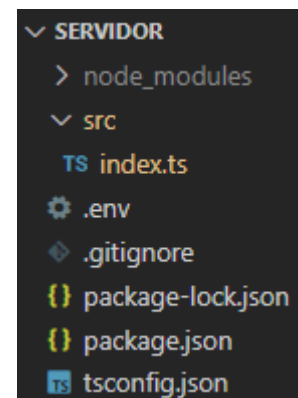 SERVIDOR
node_modules
src
TS index.ts
.env
.gitignore
{} package-lock.json
{} package.json
TS tsconfig.json